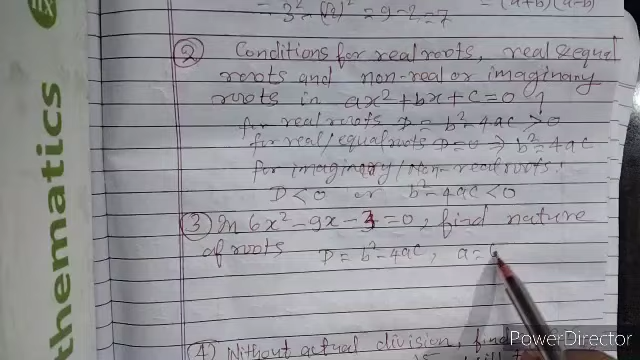 = 3² - (√2)² = 9 - 2 = 7 = (a+b)(a-b)
② Conditions for real roots, real & equal
roots and non-real or imaginary
roots in ax² + bx + c = 0 ?
for real roots D = b² - 4ac > 0
for real/equal roots D = 0 ⇒ b² = 4ac
for imaginary/Non-real roots:
D < 0 or b² - 4ac < 0
③ In 6x² - 9x - 3 = 0, find nature
of roots D = b² - 4ac, a = 6
④ Without actual division, find
thematics
PowerDirector